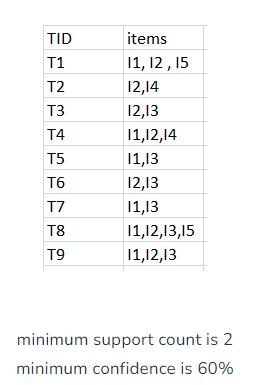 TID items
T1 I1, I2 , I5
T2 I2,I4
T3 I2,I3
T4 I1,I2,I4
T5 I1,I3
T6 I2,I3
T7 I1,I3
T8 I1,I2,I3,I5
T9 I1,I2,I3
minimum support count is 2
minimum confidence is 60%